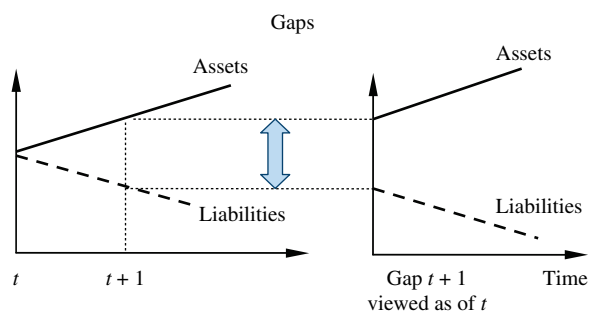 Gaps
Assets
Liabilities
t
t + 1
Assets
Liabilities
Gap t + 1
viewed as of t
Time